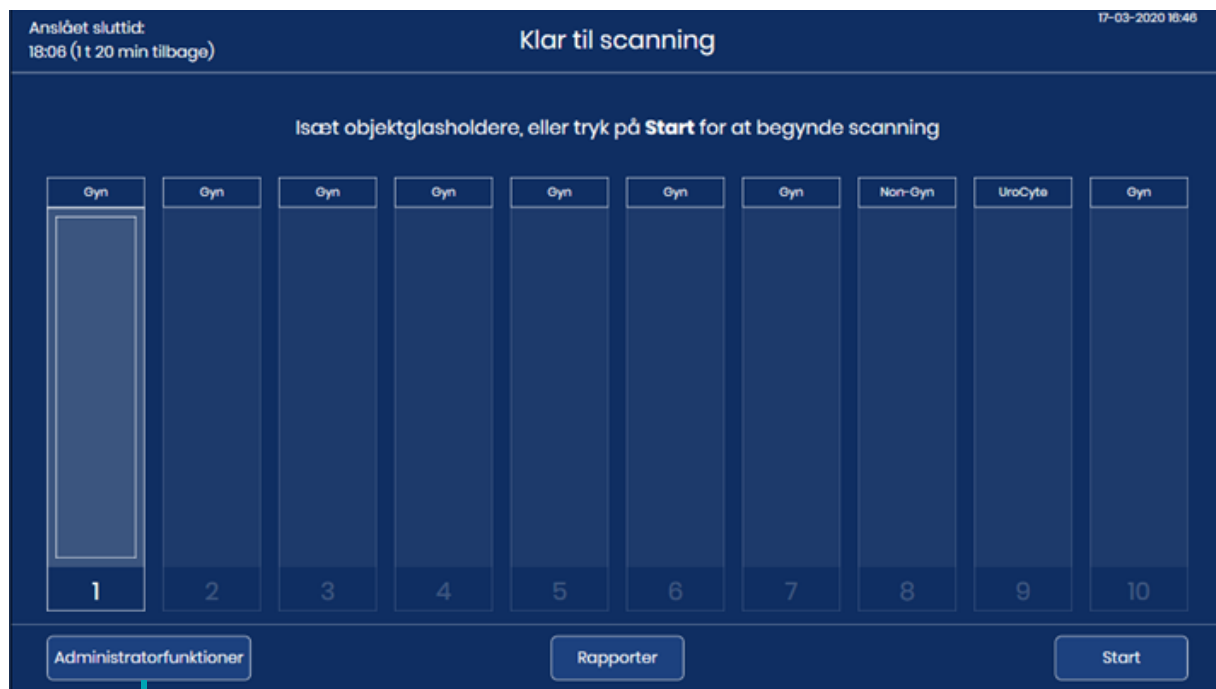 Anslået sluttid:
18:06 (1 t 20 min tilbage)
Klar til scanning
17-03-2020 16:46
Isæt objektglasholdere, eller tryk på Start for at begynde scanning
Gyn Gyn Gyn Gyn Gyn Gyn Gyn Non-Gyn UroCyte Gyn
1 2 3 4 5 6 7 8 9 10
Administratorfunktioner Rapporter Start